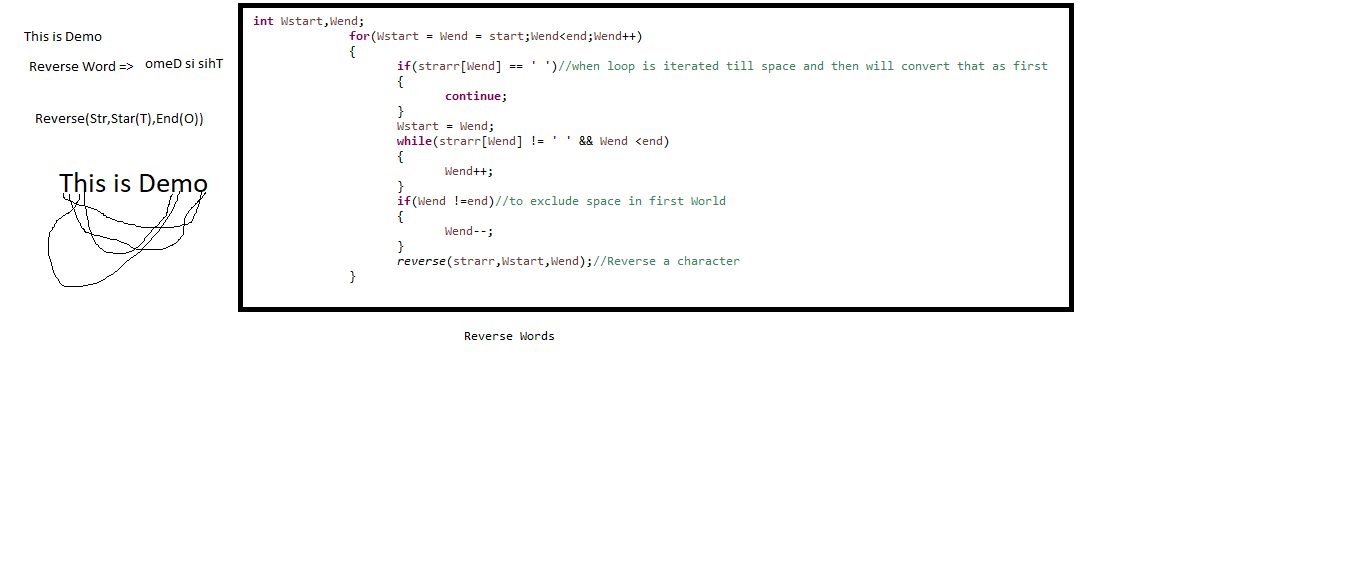 This is Demo
Reverse Word => omeD si sihT
Reverse(Str,Star(T),End(O))
This is Demo
int Wstart,Wend;
for(Wstart = Wend = start;Wend<end;Wend++)
{
if(strarr[Wend] == ' ')//when loop is iterated till space and then will convert that as first
{
continue;
}
Wstart = Wend;
while(strarr[Wend] != ' ' && Wend <end)
{
Wend++;
}
if(Wend !=end)//to exclude space in first World
{
Wend--;
}
reverse(strarr,Wstart,Wend);//Reverse a character
}
Reverse Words